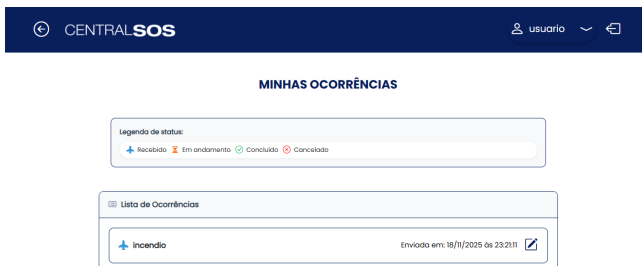 CENTRALSOS usuario
MINHAS OCORRÊNCIAS
Legenda de status:
Recebido Em andamento Concluído Cancelado
Lista de Ocorrências
incendio Enviada em: 18/11/2025 às 23:21:11